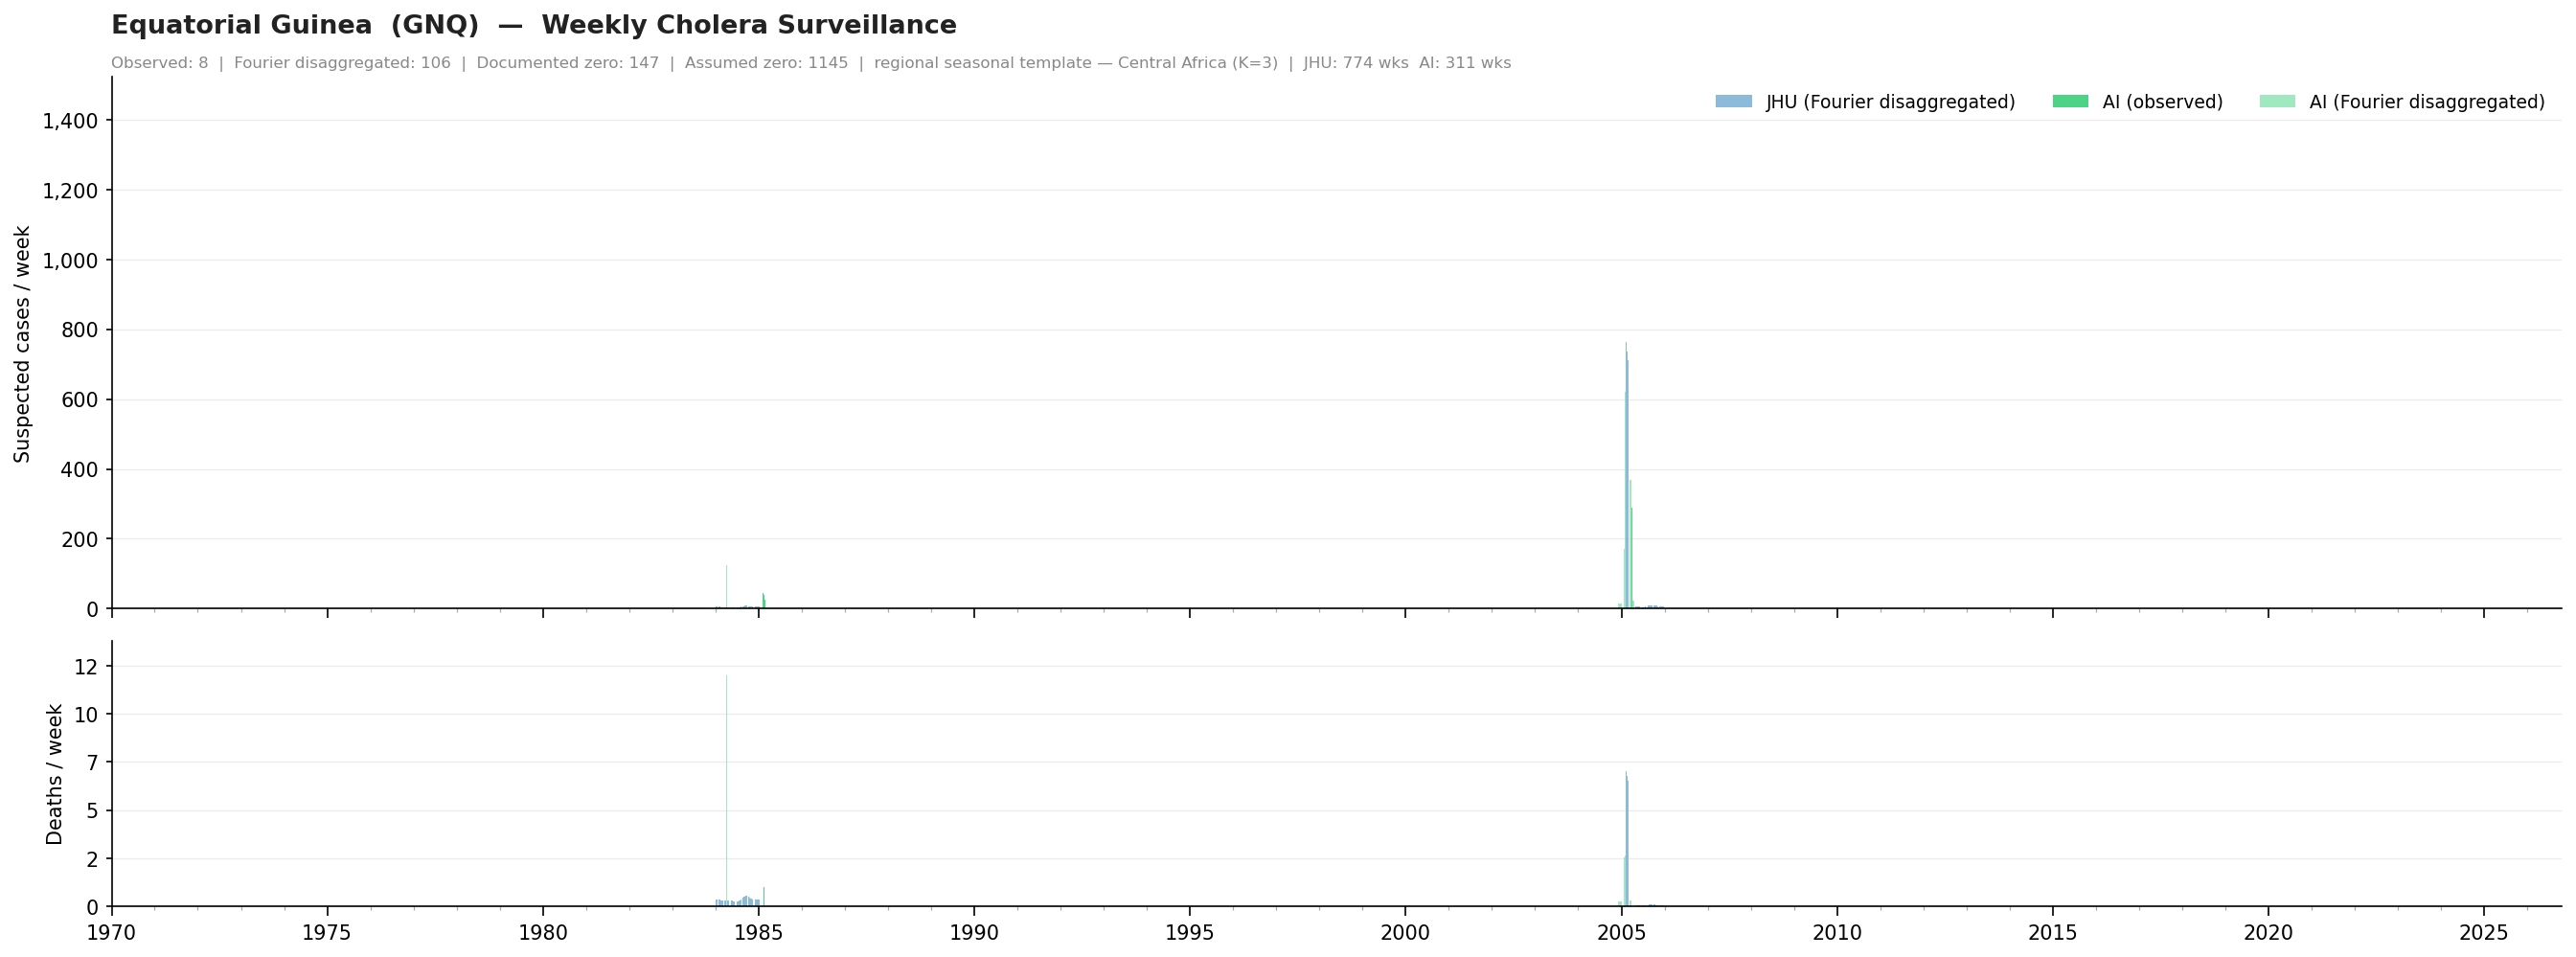 Equatorial Guinea (GNQ) — Weekly Cholera Surveillance
Observed: 8 | Fourier disaggregated: 106 | Documented zero: 147 | Assumed zero: 1145 | regional seasonal template — Central Africa (K=3) | JHU: 774 wks AI: 311 wks
JHU (Fourier disaggregated) AI (observed) AI (Fourier disaggregated)
Suspected cases / week
1,400
1,200
1,000
800
600
400
200
0
Deaths / week
12
10
7
5
2
0
1970 1975 1980 1985 1990 1995 2000 2005 2010 2015 2020 2025